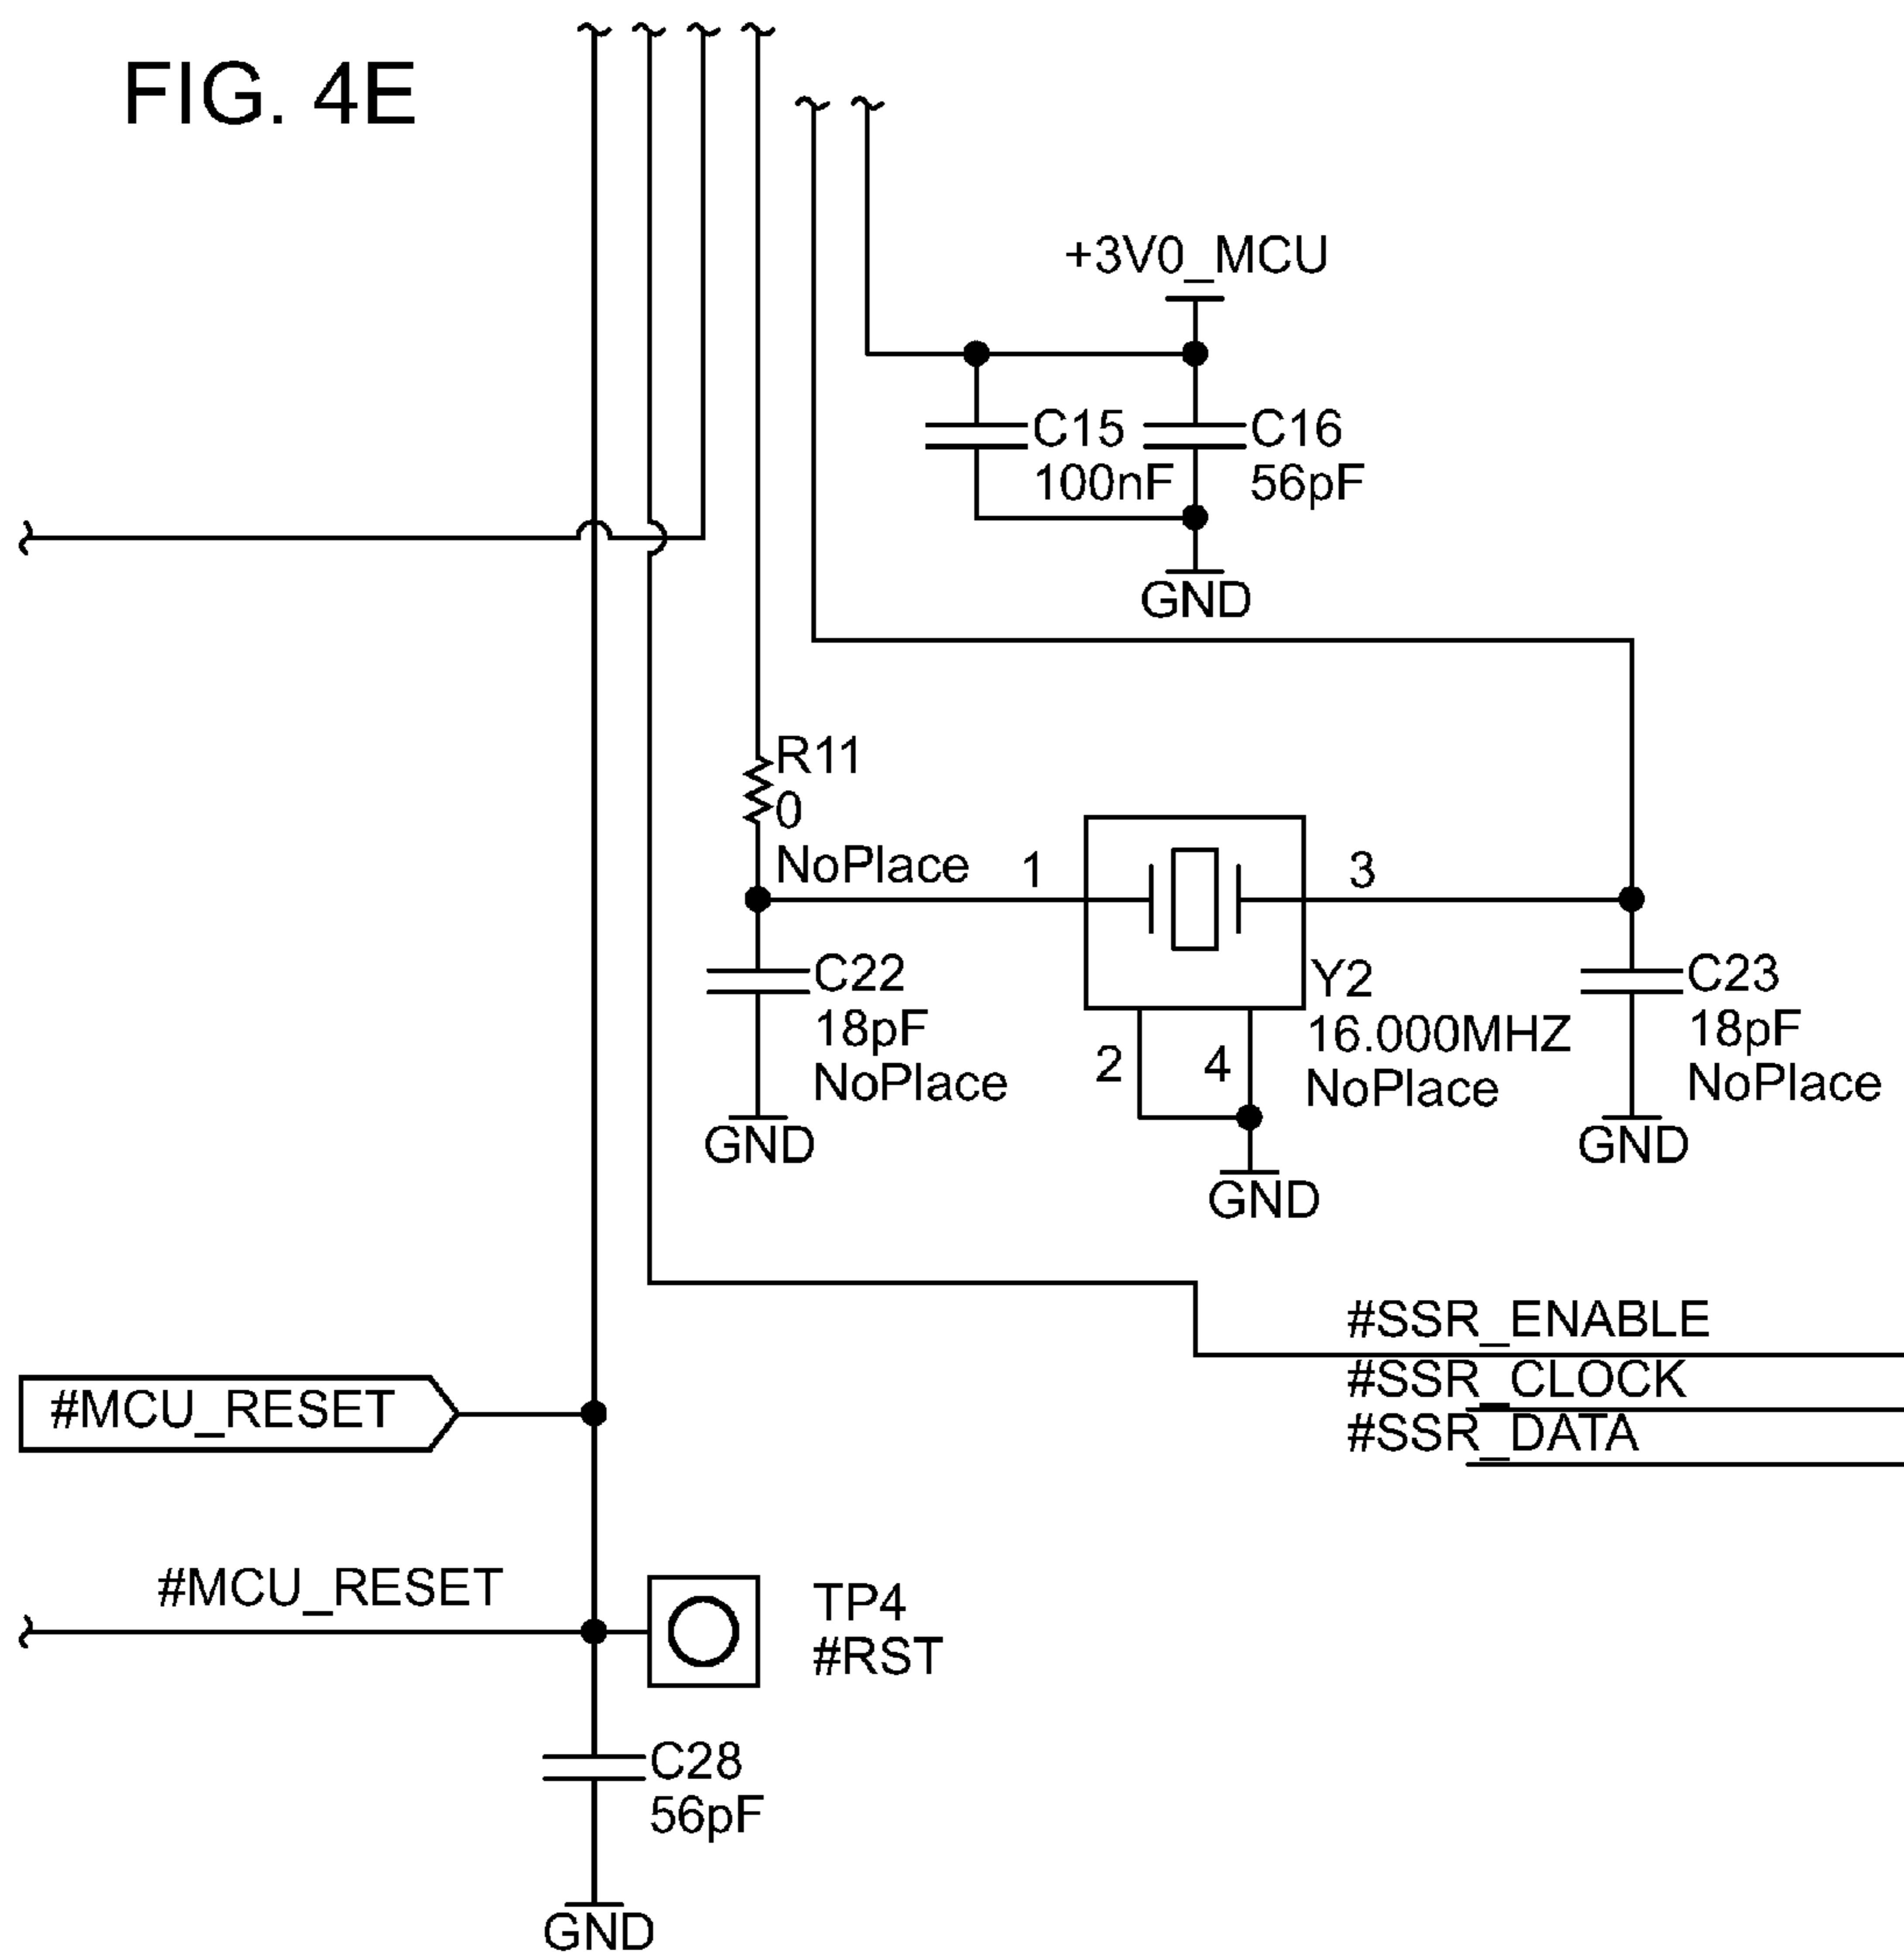 FIG. 4E
+3V0_MCU
C15
100nF
C16
56pF
GND
R11
0
NoPlace
1
3
C22
18pF
NoPlace
GND
2
4
Y2
16.000MHZ
NoPlace
GND
C23
18pF
NoPlace
GND
#SSR_ENABLE
#SSR_CLOCK
#SSR_DATA
#MCU_RESET
#MCU_RESET
TP4
#RST
C28
56pF
GND